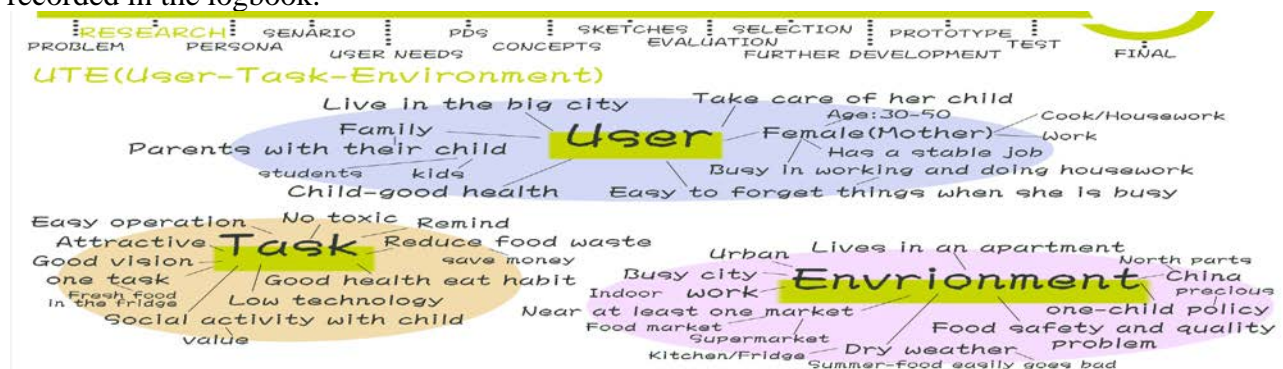 recorded in the logbook.
RESEARCH SENARIO PDS SKETCHES SELECTION PROTOTYPE
PROBLEM PERSONA USER NEEDS CONCEPTS EVALUATION FURTHER DEVELOPMENT TEST FINAL
UTE(User-Task-Environment)
Live in the big city
Take care of her child
Family
User
Age:30-50
Female(Mother)
Cook/Housework
Work
Parents with their child
Has a stable job
students kids
Busy in working and doing housework
Child-good health
Easy to forget things when she is busy
Easy operation
No toxic
Remind
Attractive
Task
Reduce food waste
Good vision
save money
one task
Good health eat habit
Fresh food
in the fridge
Low technology
Social activity with child
value
Urban
Lives in an apartment
North parts
Busy city
Envrionment
China
Indoor work
precious
Near at least one market
one-child policy
Food market
Food safety and quality
Supermarket
problem
Kitchen/Fridge
Dry weather
Summer-food easily goes bad